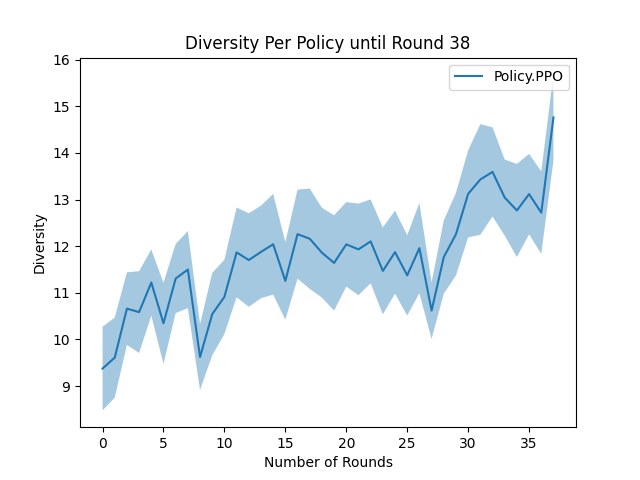 Diversity Per Policy until Round 38
Policy.PPO
16
15
14
13
12
11
10
9
Diversity
0 5 10 15 20 25 30 35
Number of Rounds